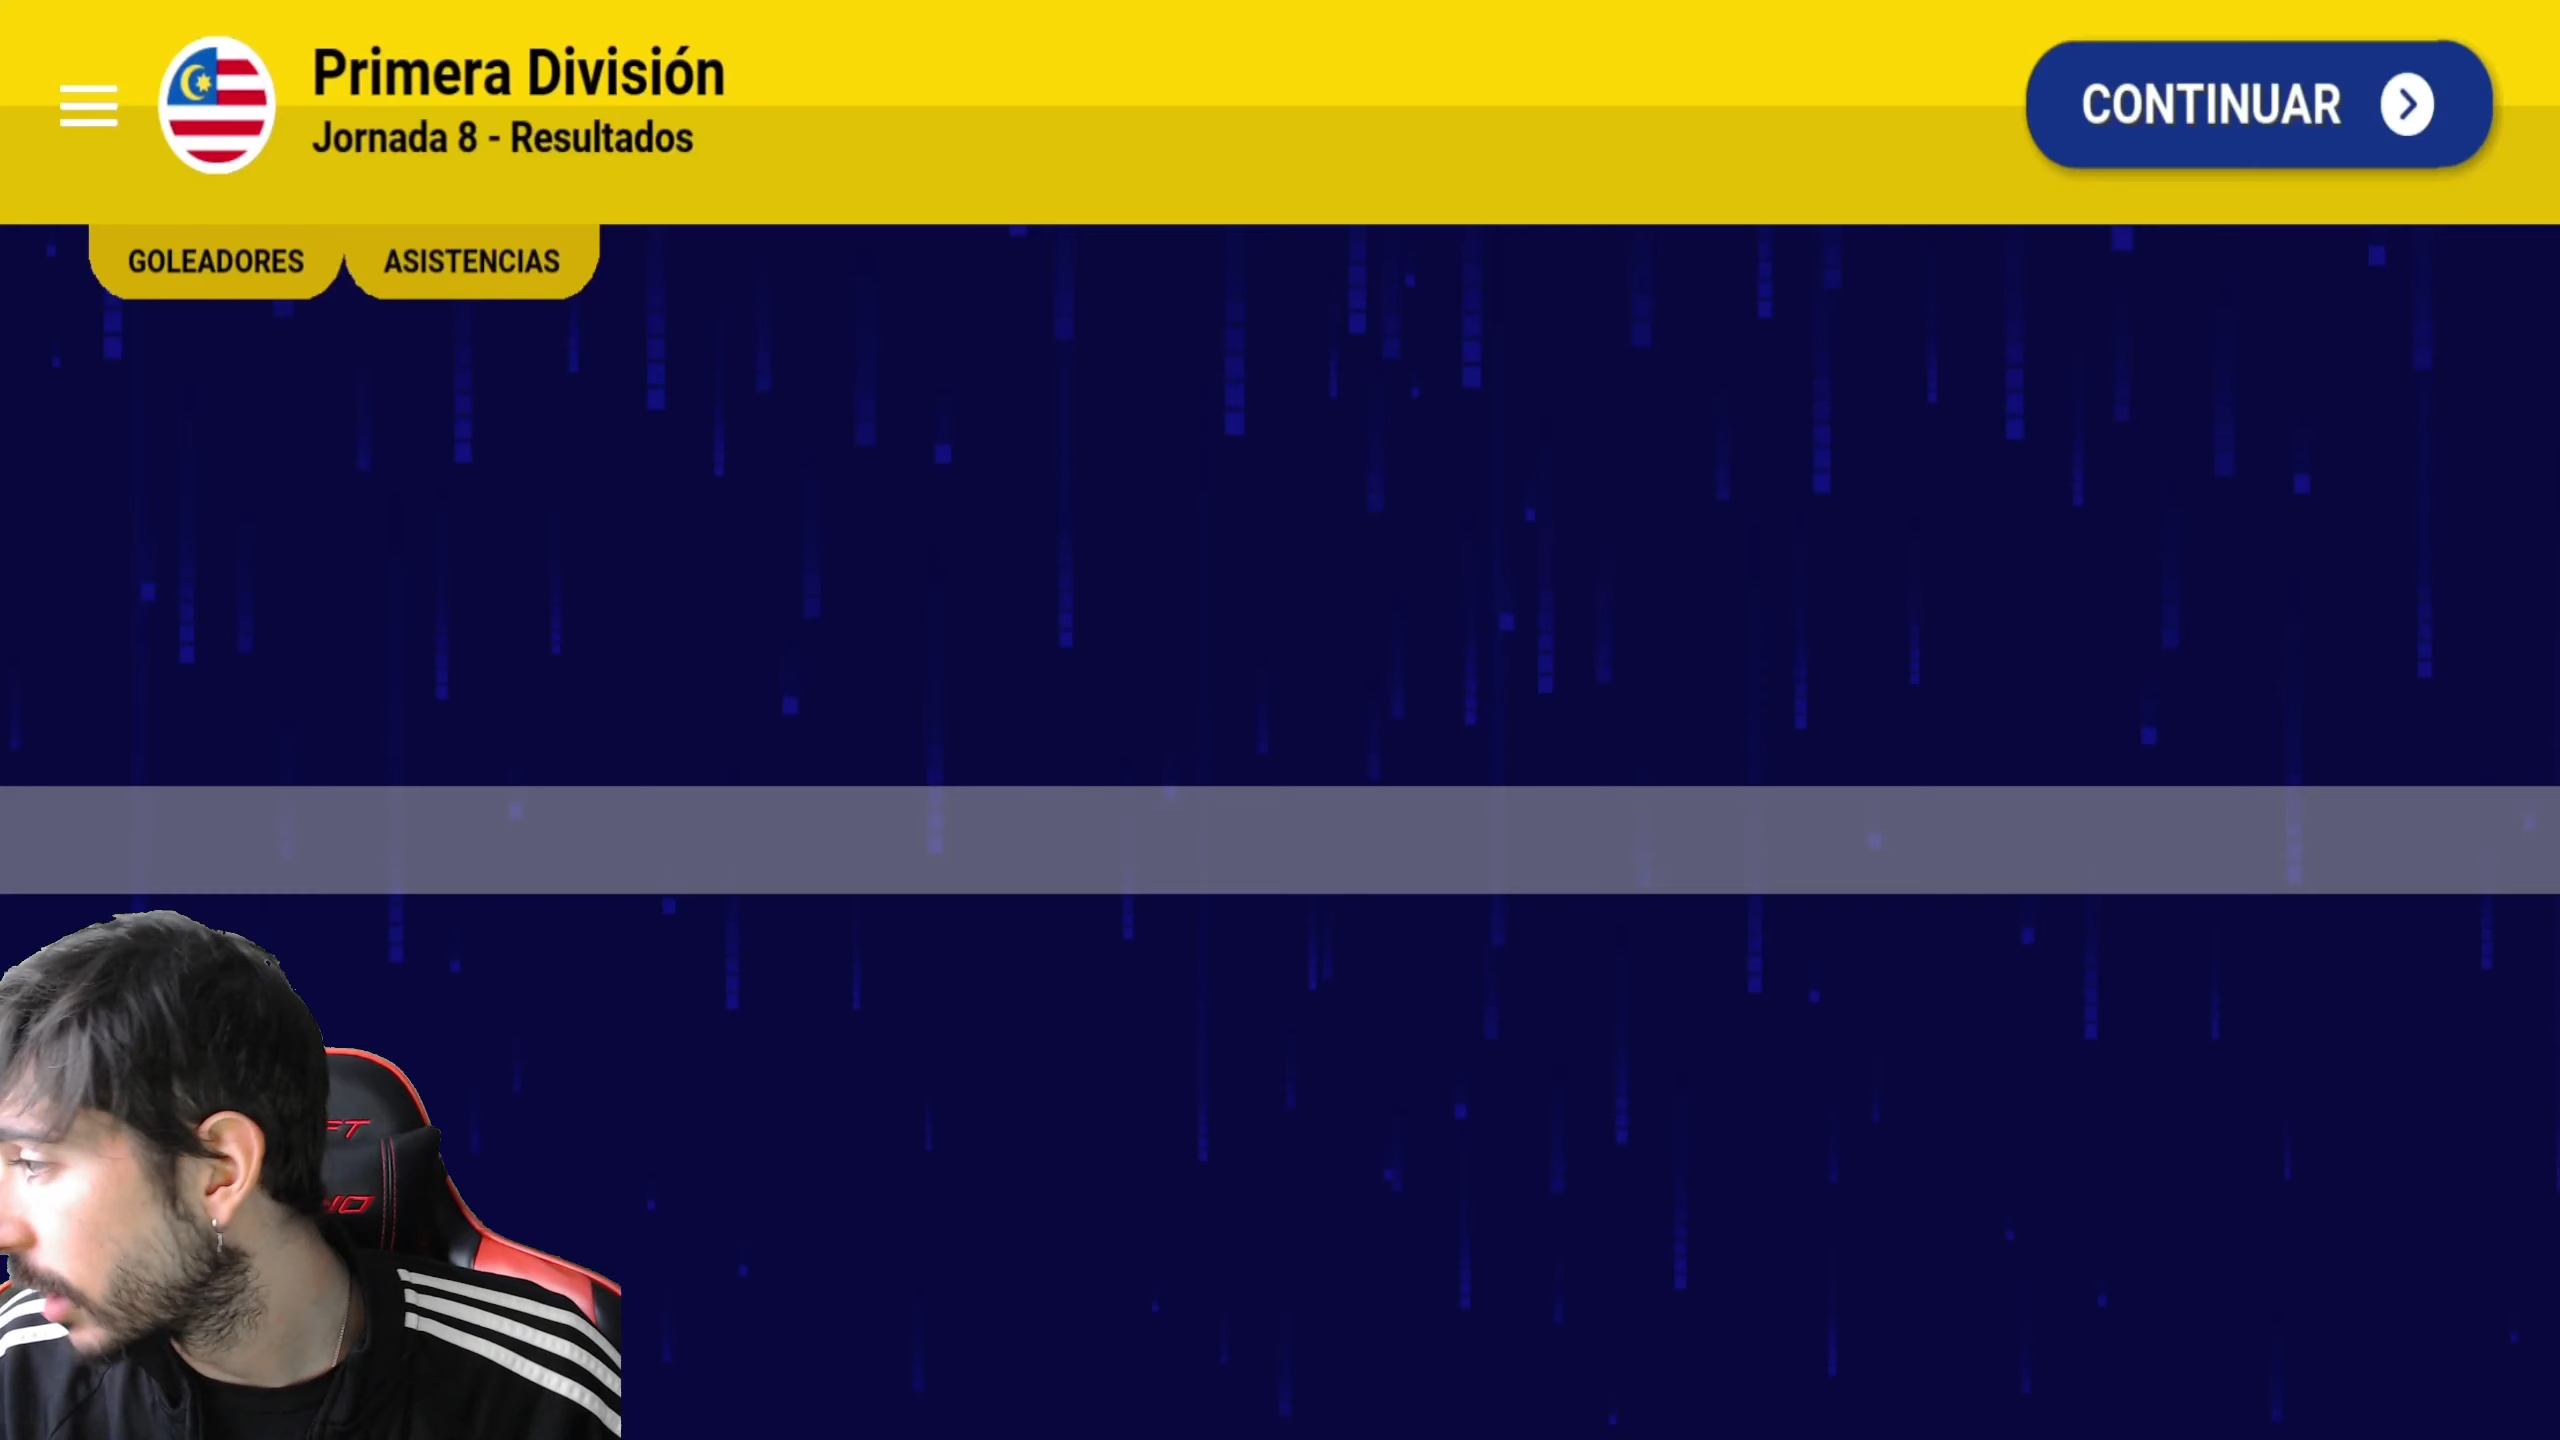 Primera División
Jornada 8 - Resultados
CONTINUAR
GOLEADORES
ASISTENCIAS